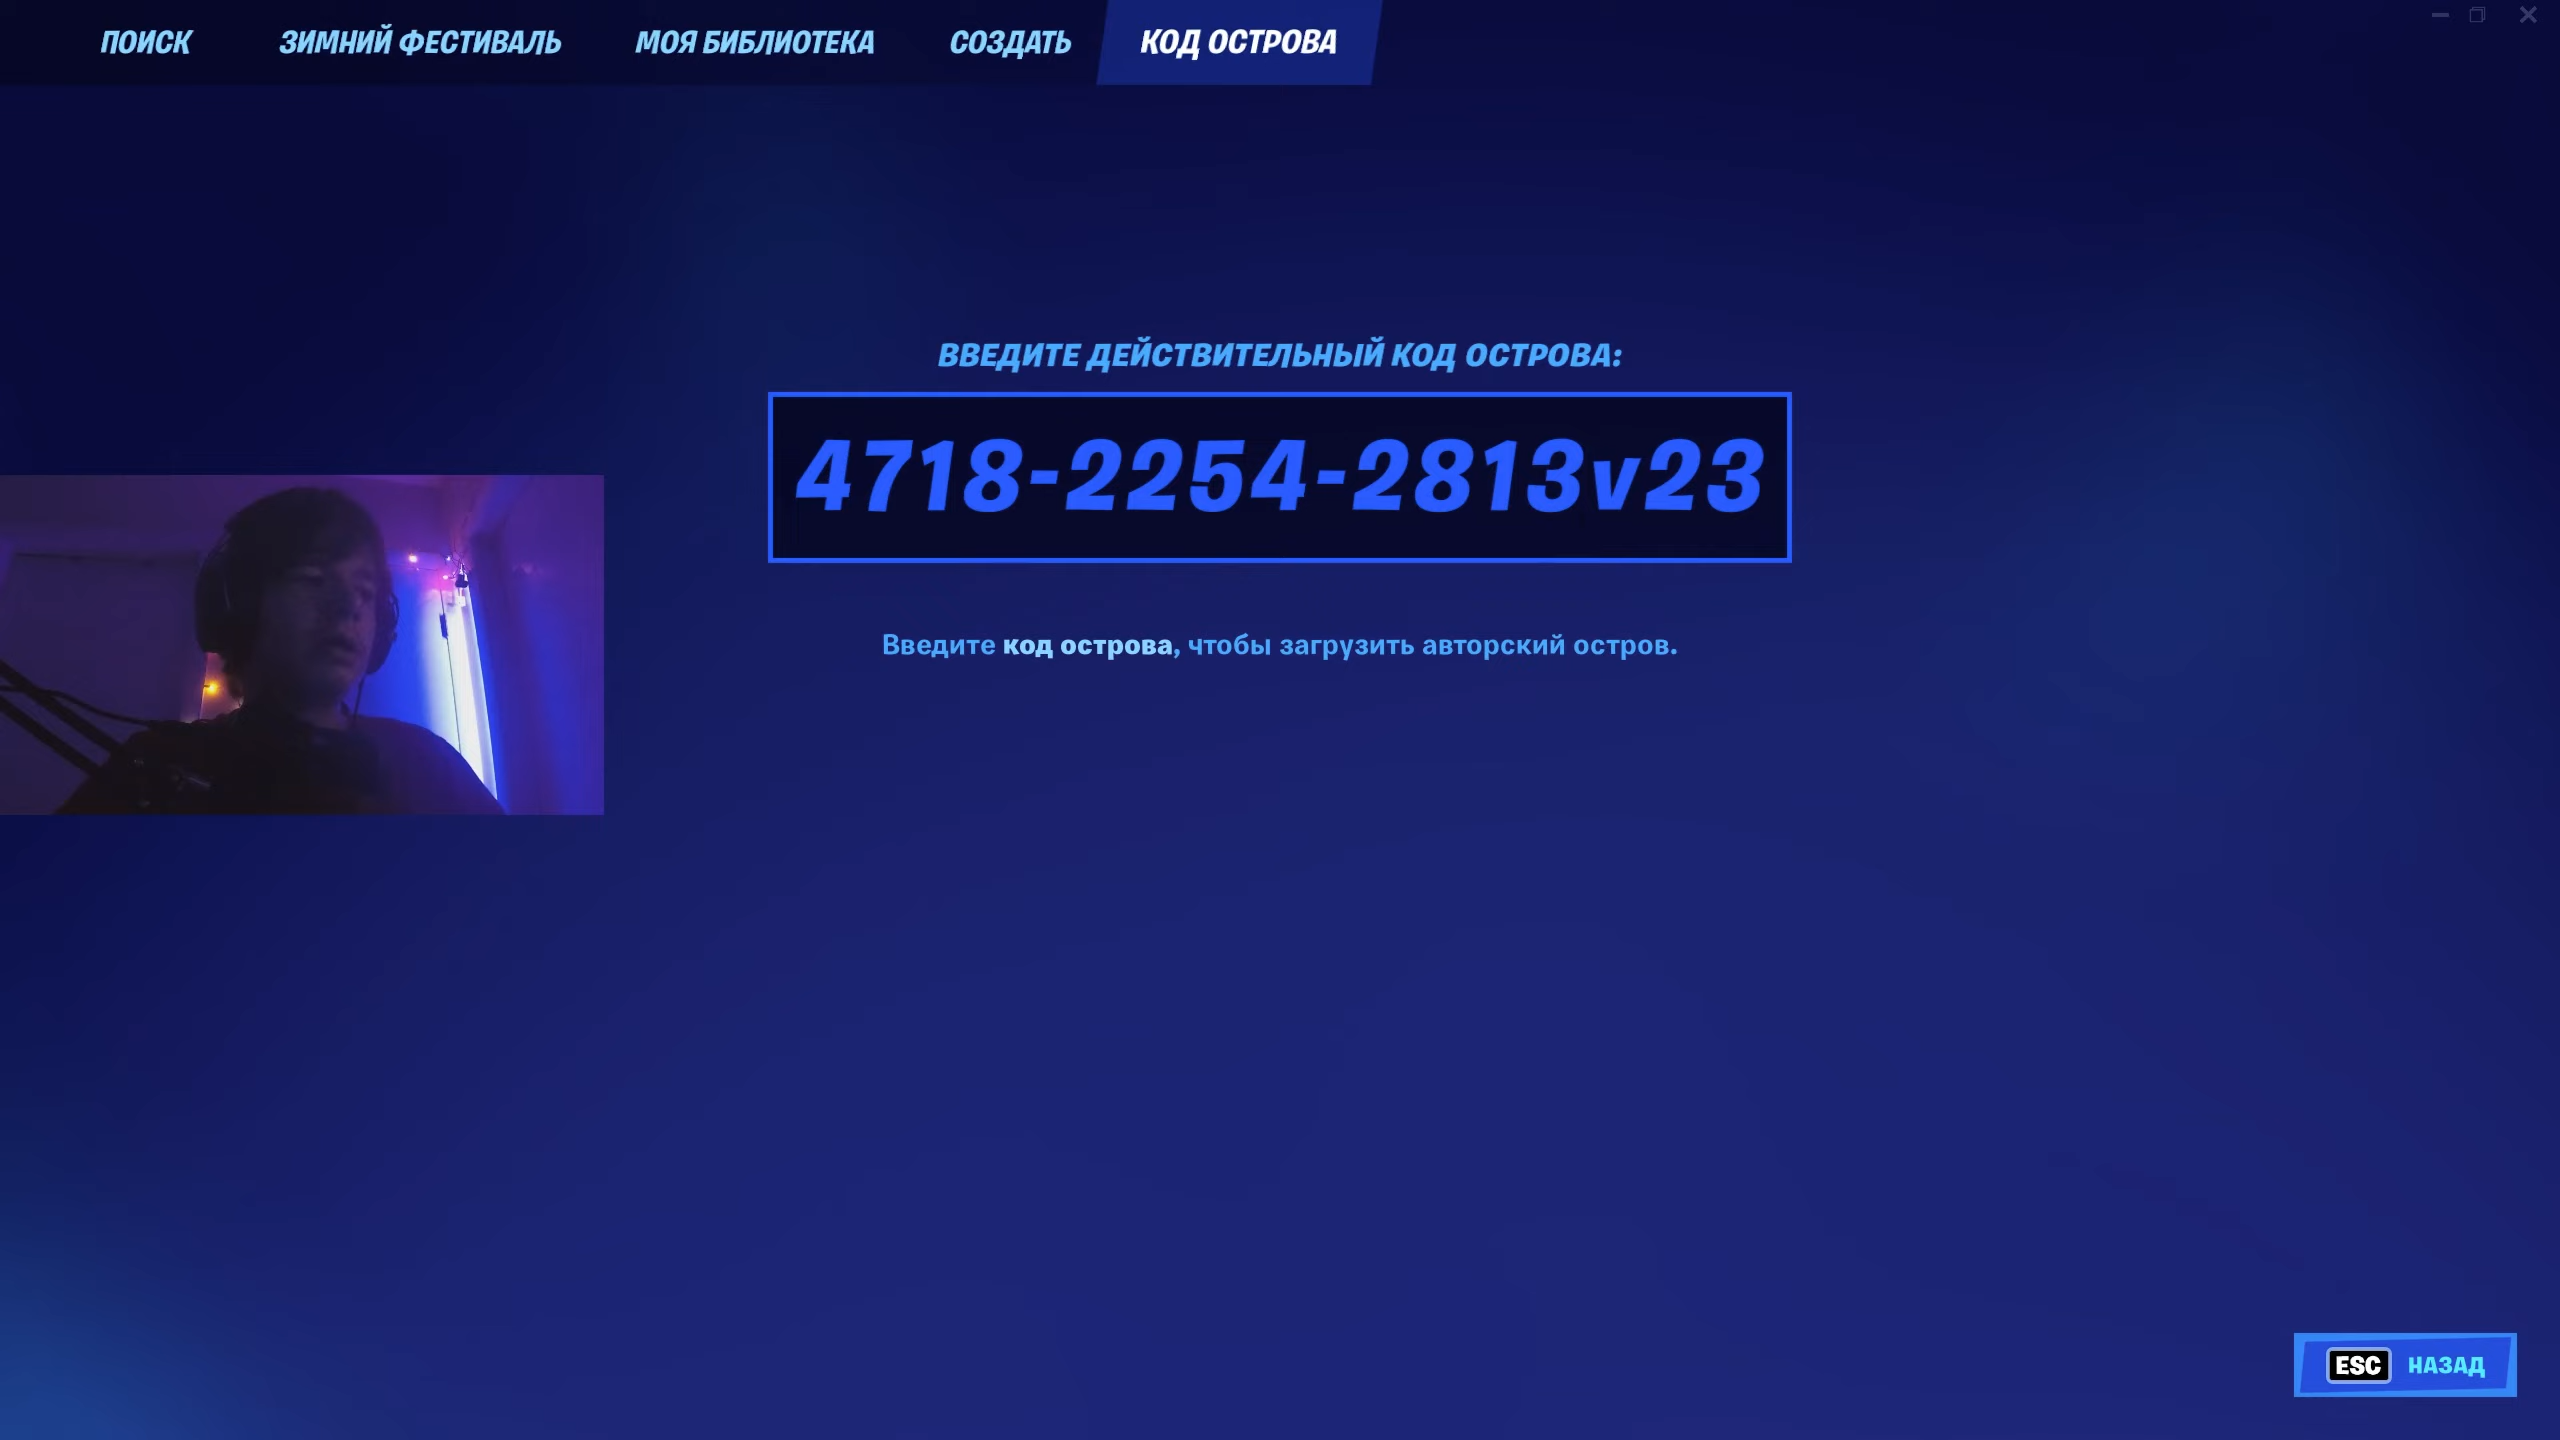 ПОИСК ЗИМНИЙ ФЕСТИВАЛЬ МОЯ БИБЛИОТЕКА СОЗДАТЬ КОД ОСТРОВА
ВВЕДИТЕ ДЕЙСТВИТЕЛЬНЫЙ КОД ОСТРОВА:
4718-2254-2813v23
Введите код острова, чтобы загрузить авторский остров.
ESC НАЗАД